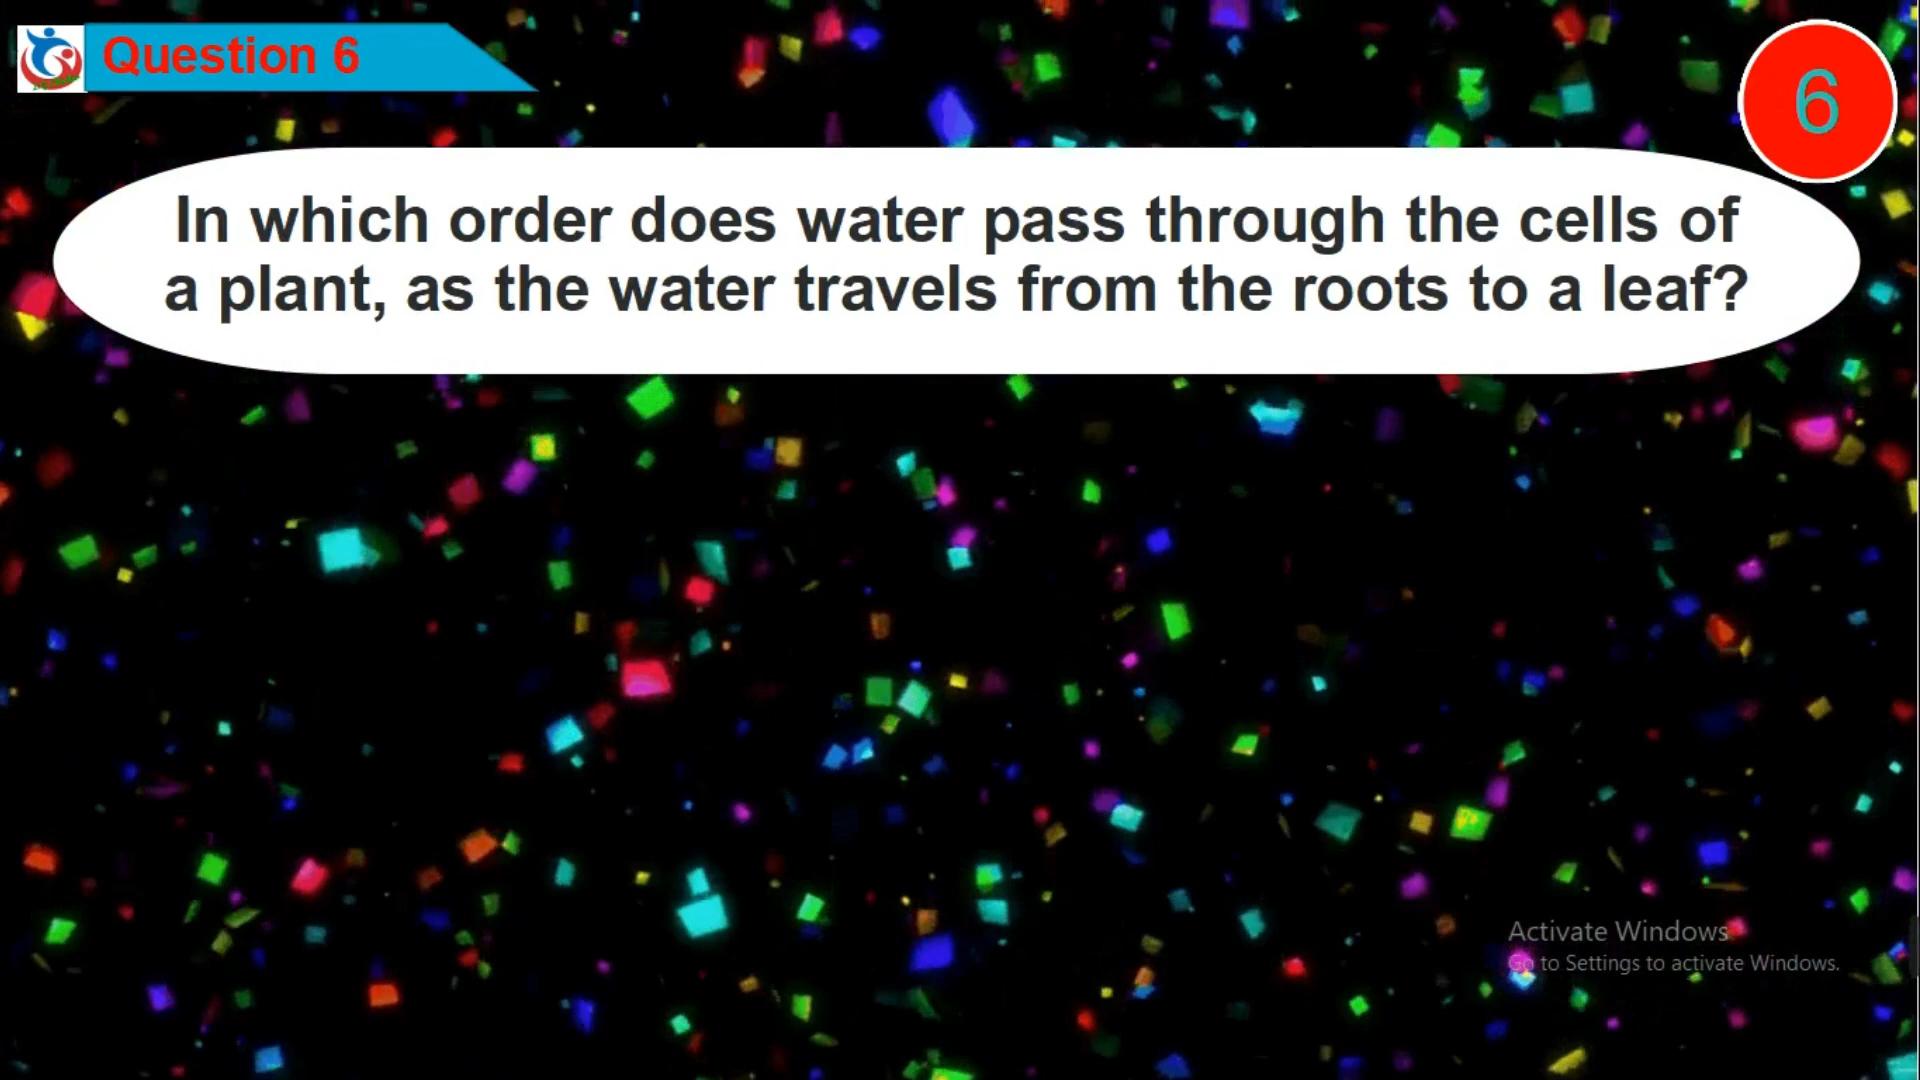 Question 6
6
In which order does water pass through the cells of
a plant, as the water travels from the roots to a leaf?
Activate Windows
Go to Settings to activate Windows.